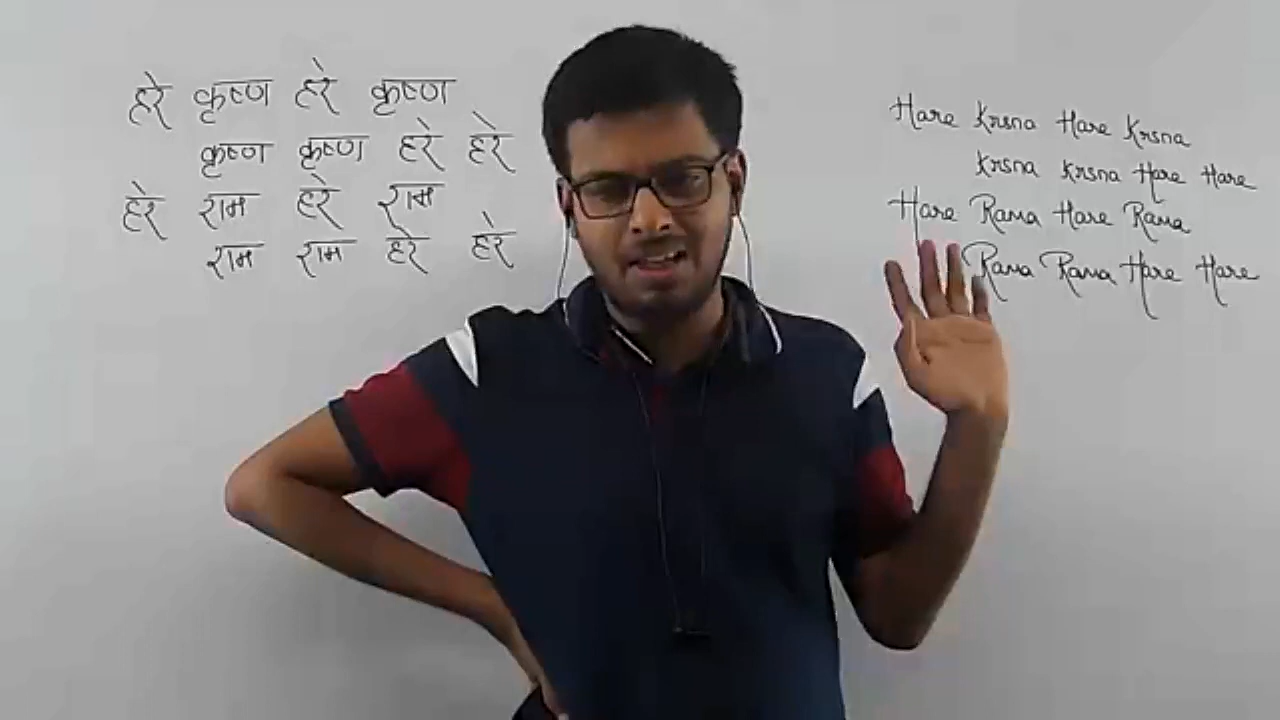 हरे कृष्ण हरे कृष्ण
कृष्ण कृष्ण हरे हरे
हरे राम हरे राम
राम राम हरे हरे
Hare Krsna Hare Krsna
Krsna Krsna Hare Hare
Hare Rama Hare Rama
Rama Rama Hare Hare